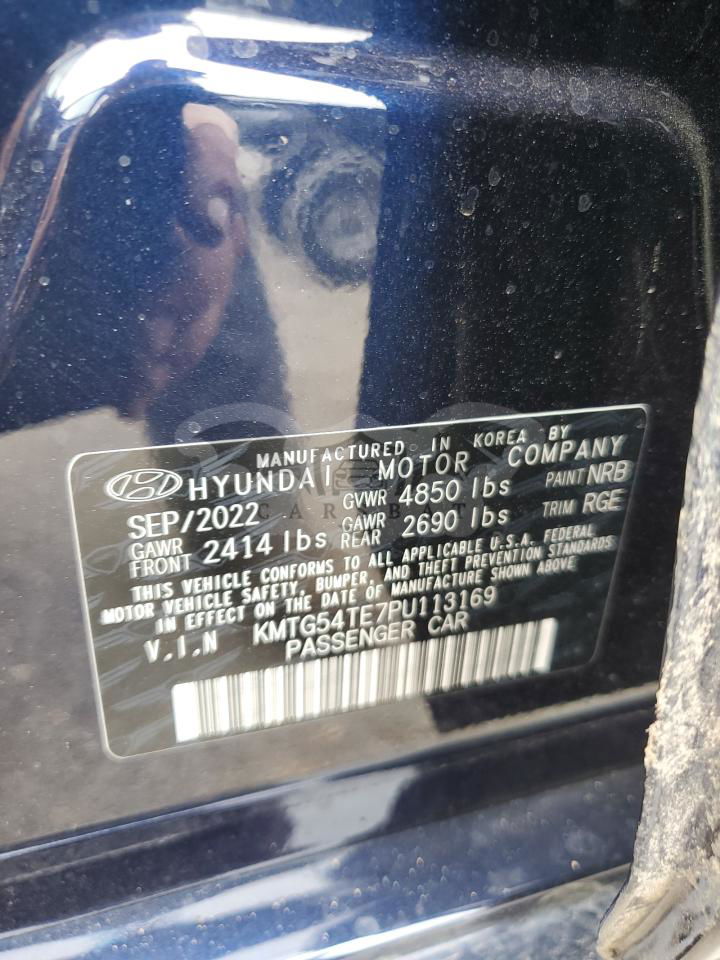 MANUFACTURED IN KOREA BY
HYUNDAI MOTOR COMPANY
SEP/2022 GVWR 4850 lbs PAINT NRB
GAWR FRONT 2414 lbs GAWR REAR 2690 lbs TRIM RGE
THIS VEHICLE CONFORMS TO ALL APPLICABLE U.S.A. FEDERAL
MOTOR VEHICLE SAFETY, BUMPER, AND THEFT PREVENTION STANDARDS
IN EFFECT ON THE DATE OF MANUFACTURE SHOWN ABOVE
V.I.N KMTG54TE7PU113169
PASSENGER CAR